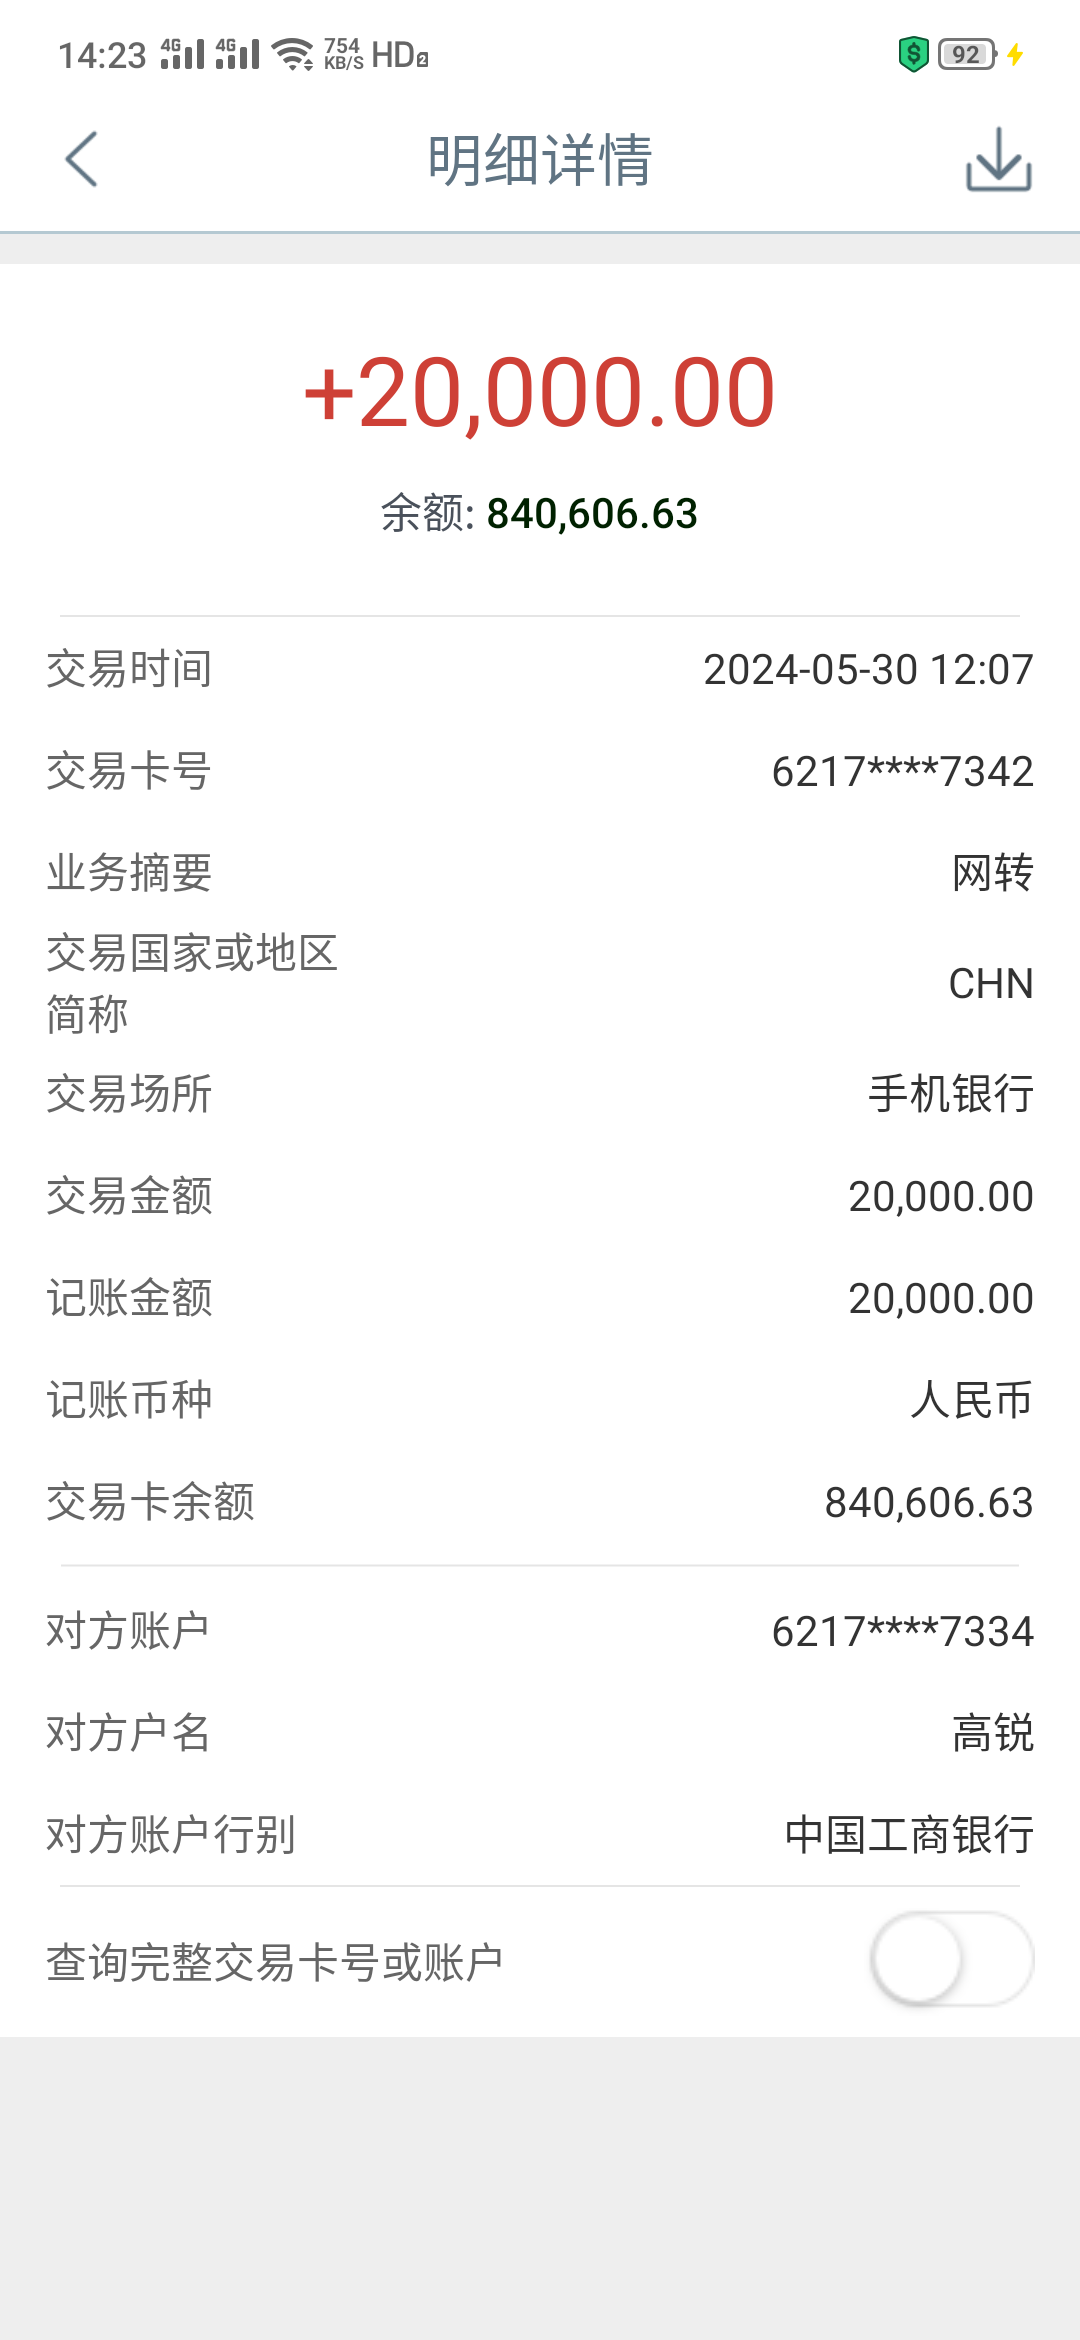 14:23 4G 4G 754 KB/S HD2 92
明细详情
+20,000.00
余额: 840,606.63
交易时间 2024-05-30 12:07
交易卡号 6217****7342
业务摘要 网转
交易国家或地区
简称 CHN
交易场所 手机银行
交易金额 20,000.00
记账金额 20,000.00
记账币种 人民币
交易卡余额 840,606.63
对方账户 6217****7334
对方户名 高锐
对方账户行别 中国工商银行
查询完整交易卡号或账户